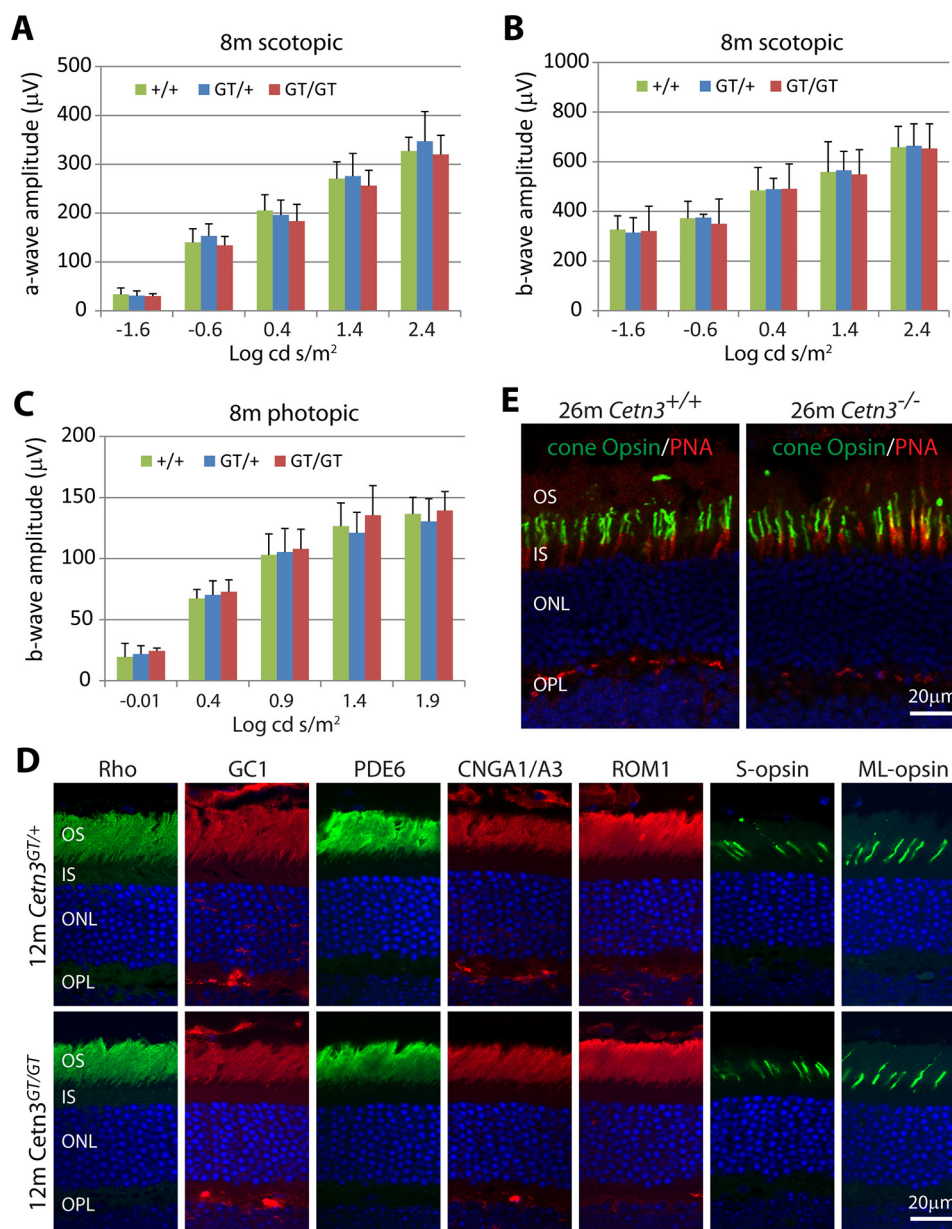 A
8m scotopic
a-wave amplitude (μV)
500
400
300
200
100
0
+/+ GT/+ GT/GT
-1.6 -0.6 0.4 1.4 2.4
Log cd s/m²
B
8m scotopic
b-wave amplitude (μV)
1000
800
600
400
200
0
+/+ GT/+ GT/GT
-1.6 -0.6 0.4 1.4 2.4
Log cd s/m²
C
8m photopic
b-wave amplitude (μV)
200
150
100
50
0
+/+ GT/+ GT/GT
-0.01 0.4 0.9 1.4 1.9
Log cd s/m²
E
26m Cetn3+/+ 26m Cetn3-/-
cone Opsin/PNA cone Opsin/PNA
OS
IS
ONL
OPL
20μm
D
Rho GC1 PDE6 CNGA1/A3 ROM1 S-opsin ML-opsin
12m Cetn3GT/+
OS
IS
ONL
OPL
12m Cetn3GT/GT
OS
IS
ONL
OPL
20μm